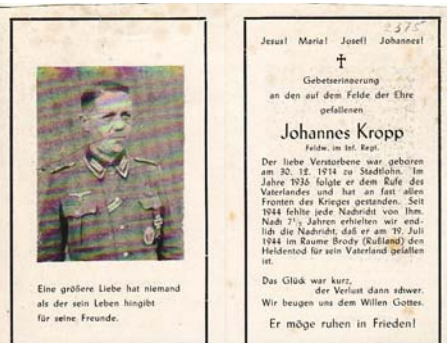 Eine größere Liebe hat niemand
als der sein Leben hingibt
für seine Freunde.
2375
Jesus! Maria! Josef! Johannes!
Gebetserinnerung
an den auf dem Felde der Ehre
gefallenen
Johannes Kropp
Feldw. im Inf. Regt.
Der liebe Verstorbene war geboren
am 30. 12. 1914 zu Stadtlohn. Im
Jahre 1936 folgte er dem Rufe des
Vaterlandes und hat an fast allen
Fronten des Krieges gestanden. Seit
1944 fehlte jede Nachricht von Ihm.
Nach 7½ Jahren erhielten wir end-
lich die Nachricht, daß er am 19. Juli
1944 im Raume Brody (Rußland) den
Heldentod für sein Vaterland gefallen
ist.
Das Glück war kurz,
der Verlust dann schwer.
Wir beugen uns dem Willen Gottes.
Er möge ruhen in Frieden!